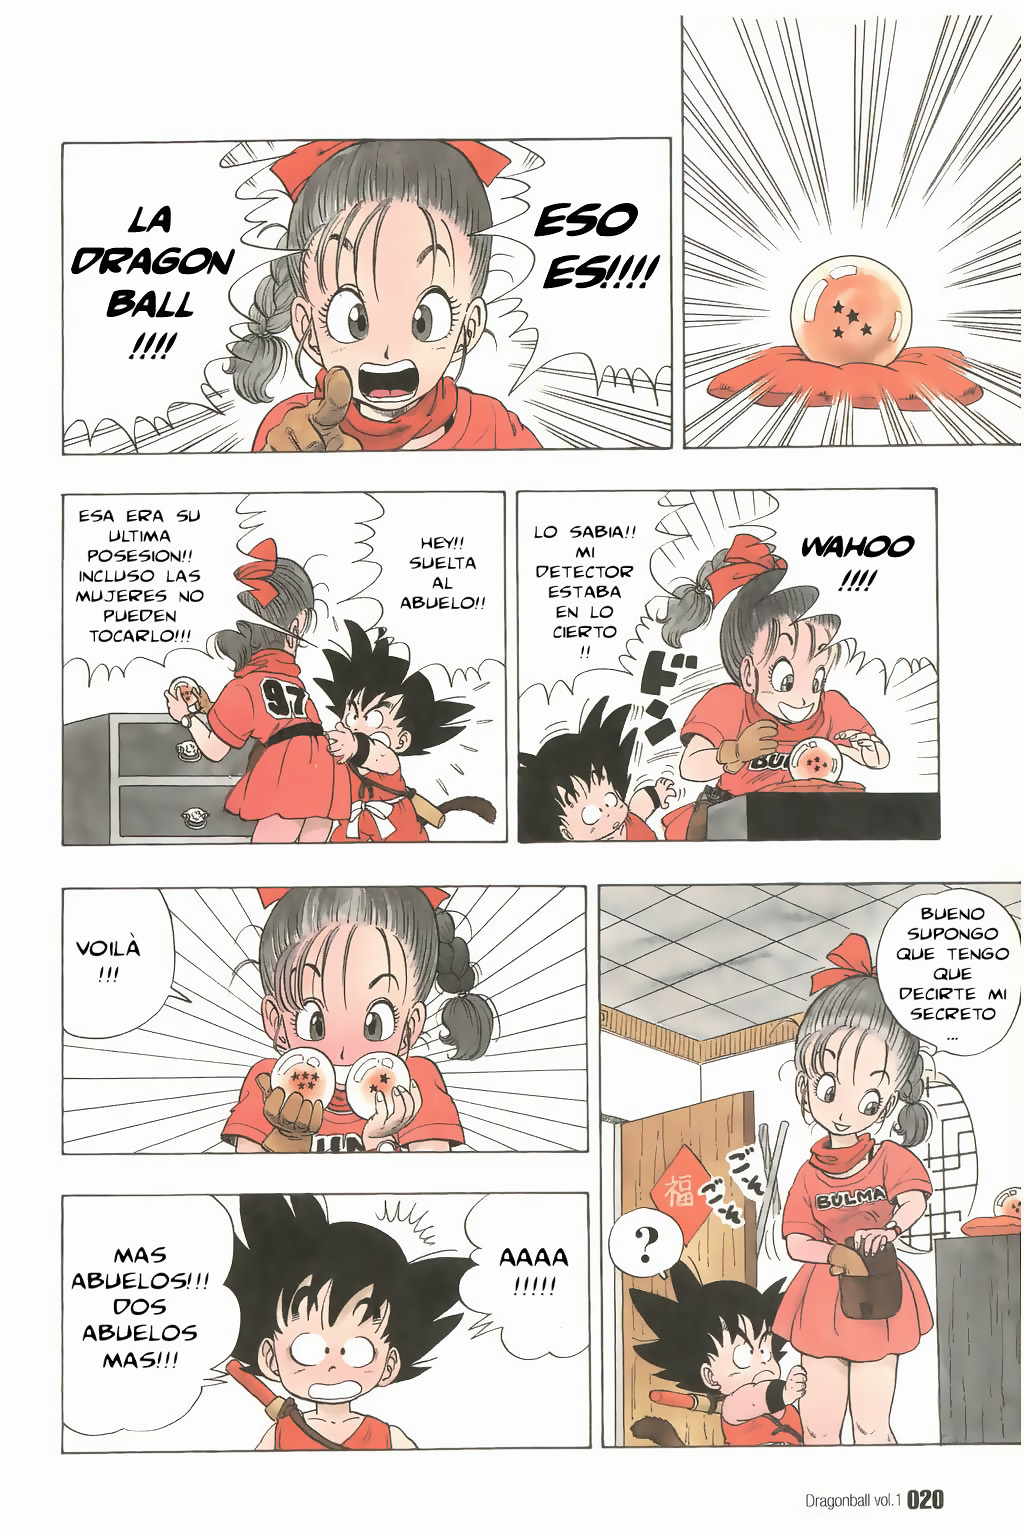 ESO
ES!!!!
LA
DRAGON
BALL
!!!!
WAHOO
!!!!
LO SABIA!!
MI
DETECTOR
ESTABA
EN LO
CIERTO
!!
ドン
BUL
HEY!!
SUELTA
AL
ABUELO!!
ESA ERA SU
ULTIMA
POSESION!!
INCLUSO LAS
MUJERES NO
PUEDEN
TOCARLO!!!
97
BUENO
SUPONGO
QUE TENGO
QUE
DECIRTE MI
SECRETO
...
BULMA
ごそ
ごそ
福
?
VOILÀ
!!!
AAAA
!!!!!
MAS
ABUELOS!!!
DOS
ABUELOS
MAS!!!
Dragonball vol.1 020